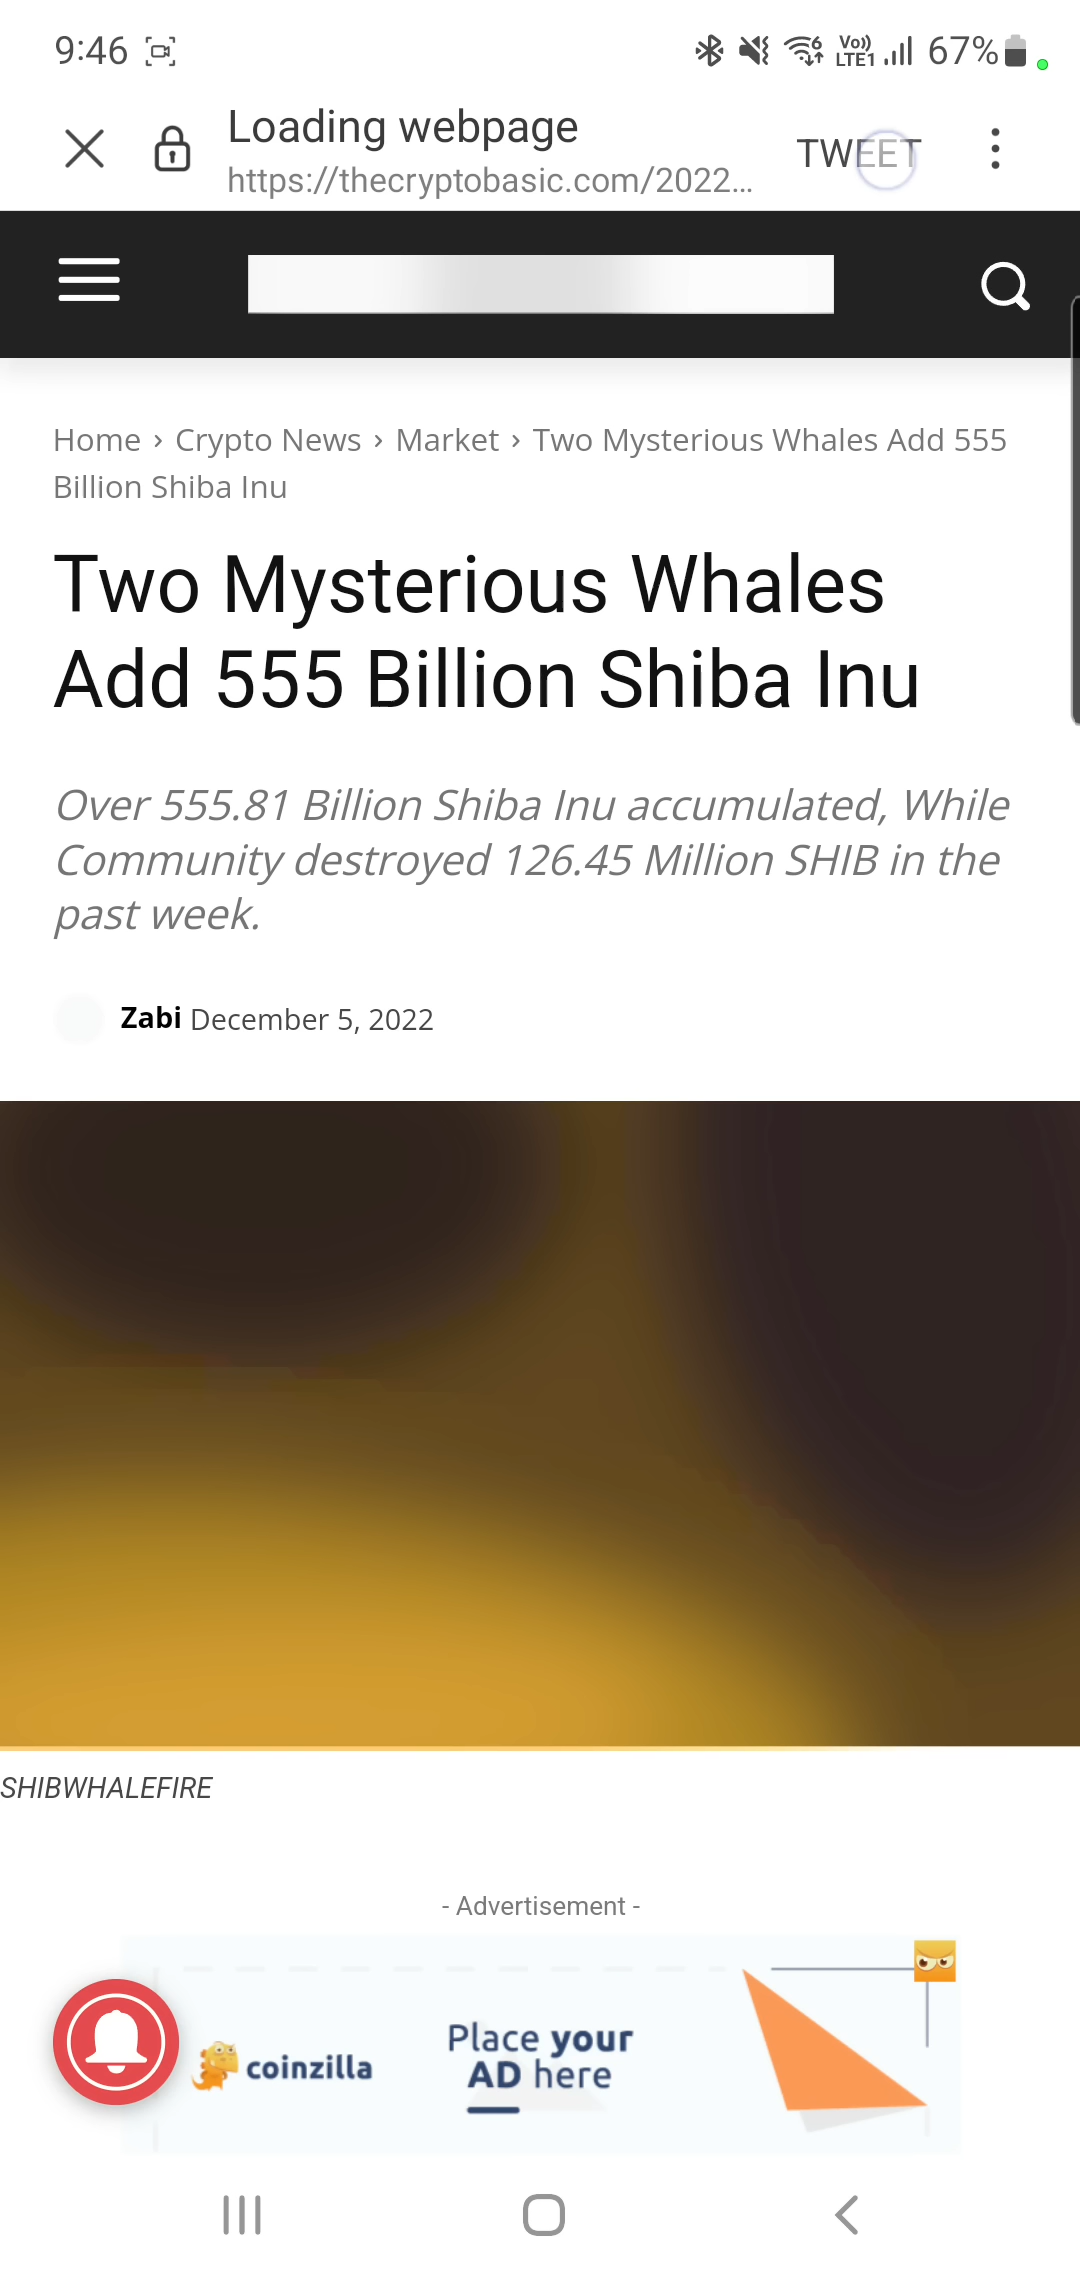 9:46
Vo)) LTE1 67%
Loading webpage
https://thecryptobasic.com/2022...
TWEET
Home › Crypto News › Market › Two Mysterious Whales Add 555
Billion Shiba Inu
Two Mysterious Whales
Add 555 Billion Shiba Inu
Over 555.81 Billion Shiba Inu accumulated, While
Community destroyed 126.45 Million SHIB in the
past week.
Zabi December 5, 2022
SHIBWHALEFIRE
- Advertisement -
coinzilla
Place your
AD here